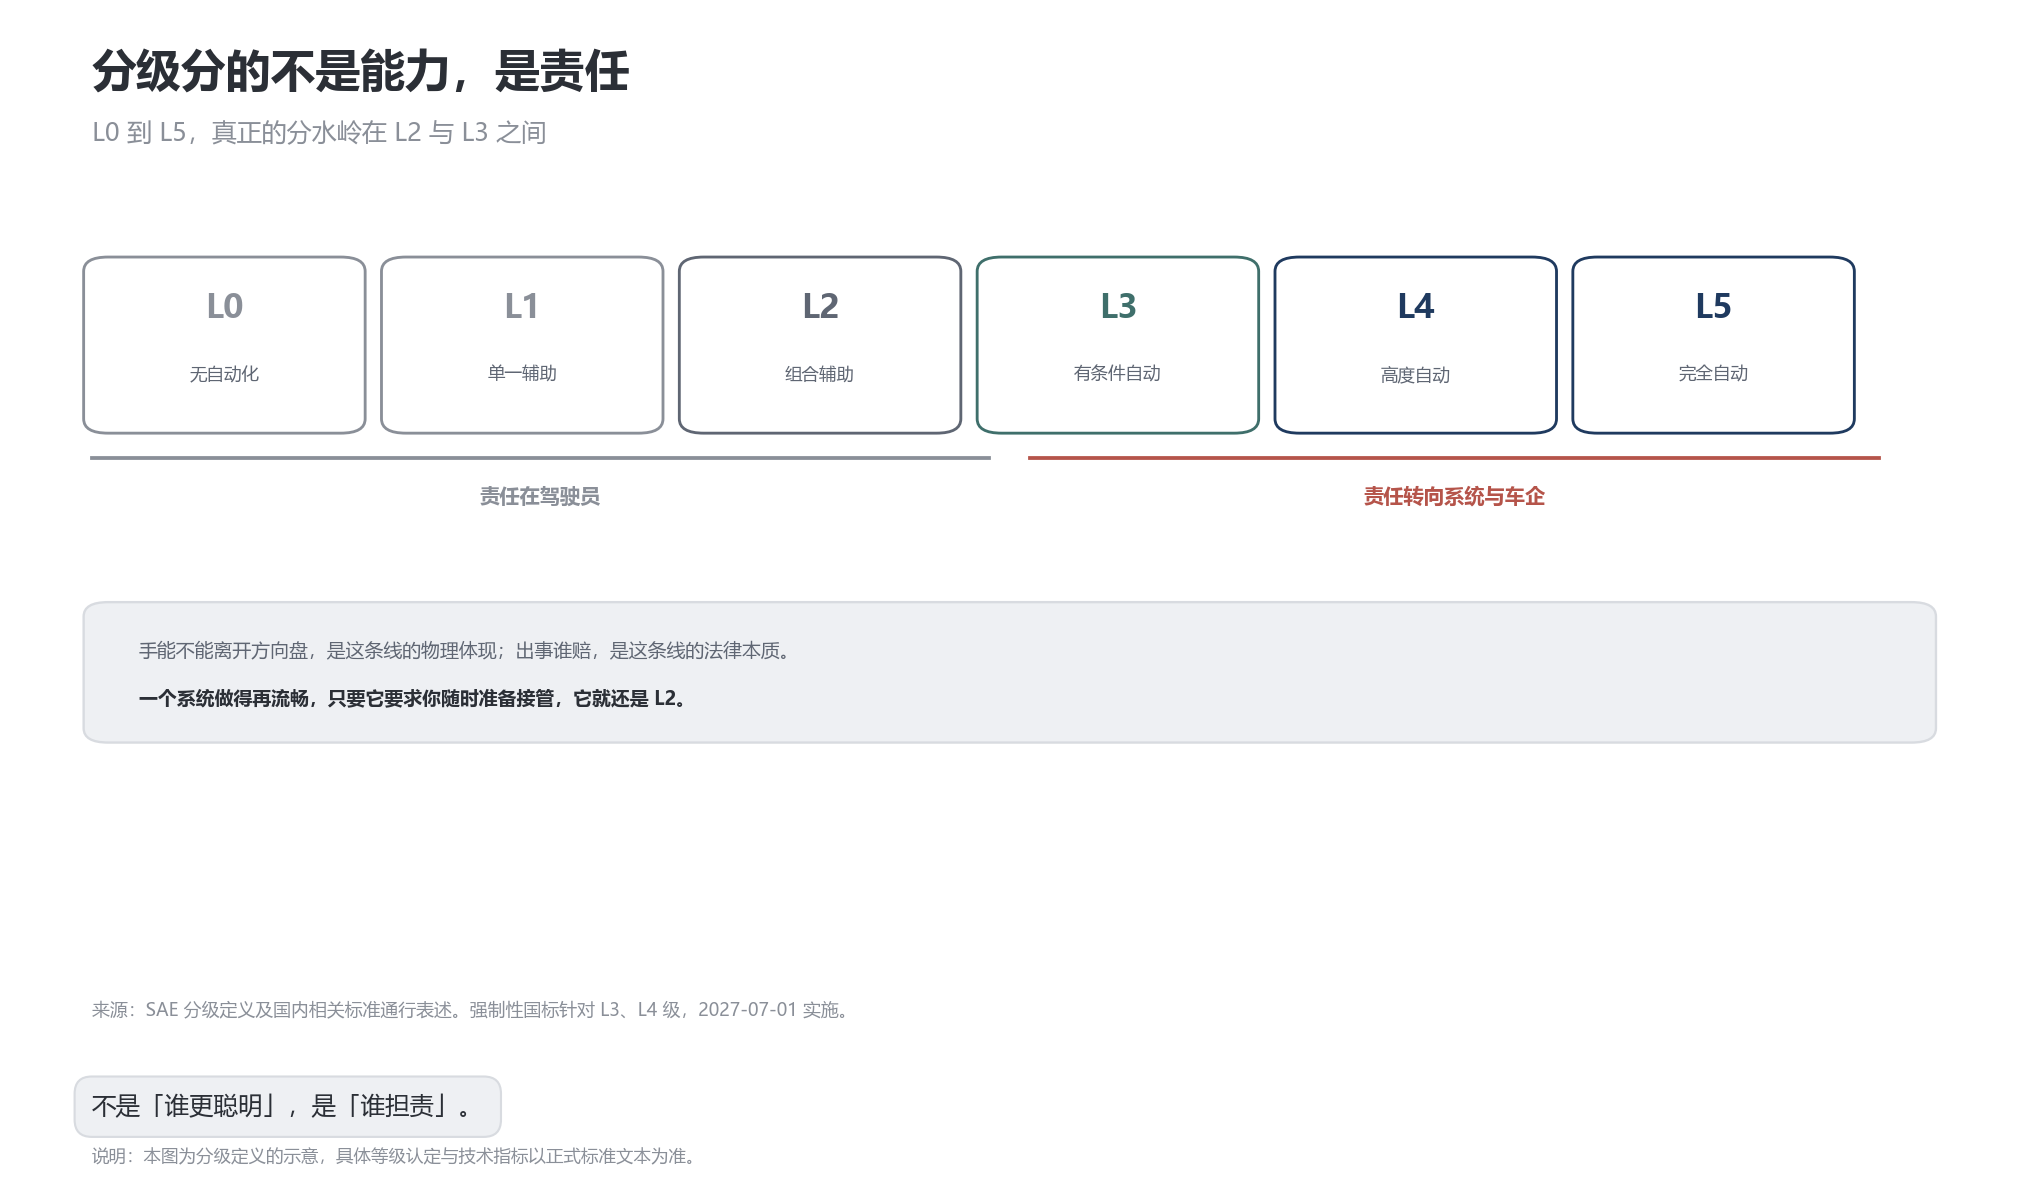 分级分的不是能力，是责任
L0 到 L5，真正的分水岭在 L2 与 L3 之间
L0
L1
L2
L3
L4
L5
无自动化
单一辅助
组合辅助
有条件自动
高度自动
完全自动
责任在驾驶员
责任转向系统与车企
手能不能离开方向盘，是这条线的物理体现；出事谁赔，是这条线的法律本质。
一个系统做得再流畅，只要它要求你随时准备接管，它就还是 L2。
来源：SAE 分级定义及国内相关标准通行表述。强制性国标针对 L3、L4 级，2027-07-01 实施。
不是「谁更聪明」，是「谁担责」。
说明：本图为分级定义的示意，具体等级认定与技术指标以正式标准文本为准。